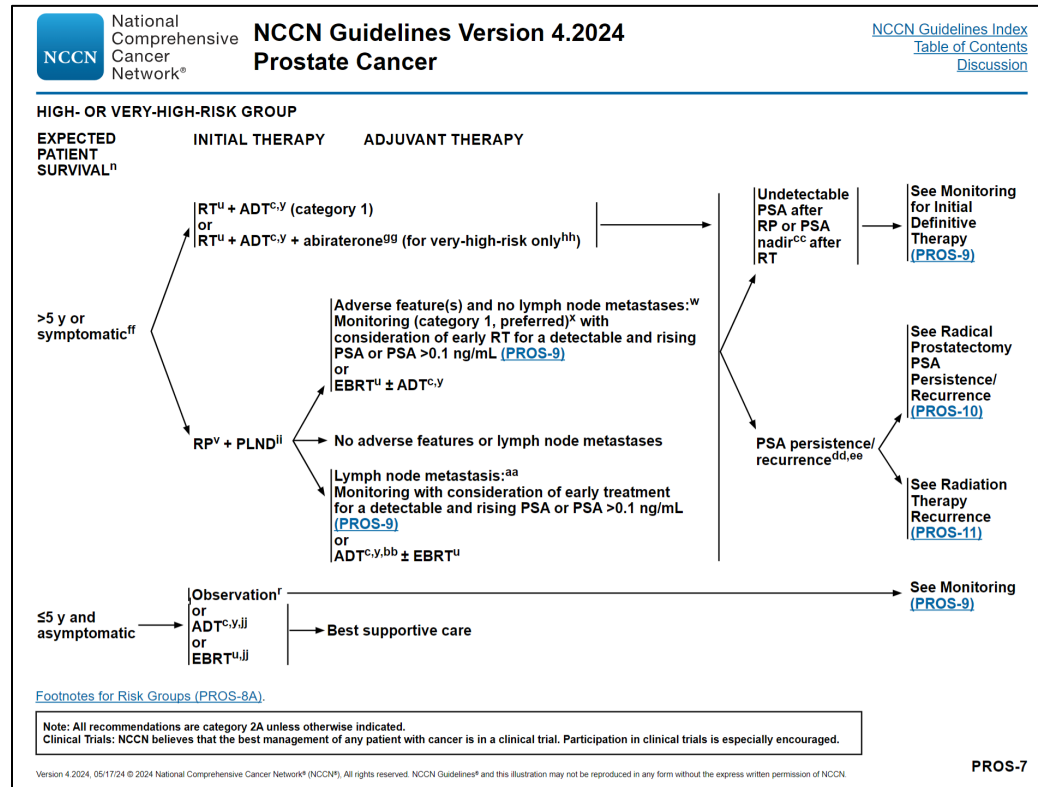 National
Comprehensive
Cancer
Network®
NCCN
NCCN Guidelines Version 4.2024
Prostate Cancer
NCCN Guidelines Index
Table of Contents
Discussion
HIGH- OR VERY-HIGH-RISK GROUP
EXPECTED
PATIENT
SURVIVALn
INITIAL THERAPY
ADJUVANT THERAPY
>5 y or
symptomaticff
RTu + ADTc,y (category 1)
or
RTu + ADTc,y + abirateronegg (for very-high-risk onlyhh)
RPv + PLNDii
Adverse feature(s) and no lymph node metastases:w
Monitoring (category 1, preferred)x with
consideration of early RT for a detectable and rising
PSA or PSA >0.1 ng/mL (PROS-9)
or
EBRTu ± ADTc,y
No adverse features or lymph node metastases
Lymph node metastasis:aa
Monitoring with consideration of early treatment
for a detectable and rising PSA or PSA >0.1 ng/mL
(PROS-9)
or
ADTc,y,bb ± EBRTu
Undetectable
PSA after
RP or PSA
nadircc after
RT
See Monitoring
for Initial
Definitive
Therapy
(PROS-9)
PSA persistence/
recurrencedd,ee
See Radical
Prostatectomy
PSA
Persistence/
Recurrence
(PROS-10)
See Radiation
Therapy
Recurrence
(PROS-11)
≤5 y and
asymptomatic
Observationr
or
ADTc,y,jj
or
EBRTu,jj
Best supportive care
See Monitoring
(PROS-9)
Footnotes for Risk Groups (PROS-8A).
Note: All recommendations are category 2A unless otherwise indicated.
Clinical Trials: NCCN believes that the best management of any patient with cancer is in a clinical trial. Participation in clinical trials is especially encouraged.
Version 4.2024, 05/17/24 © 2024 National Comprehensive Cancer Network® (NCCN®), All rights reserved. NCCN Guidelines® and this illustration may not be reproduced in any form without the express written permission of NCCN.
PROS-7